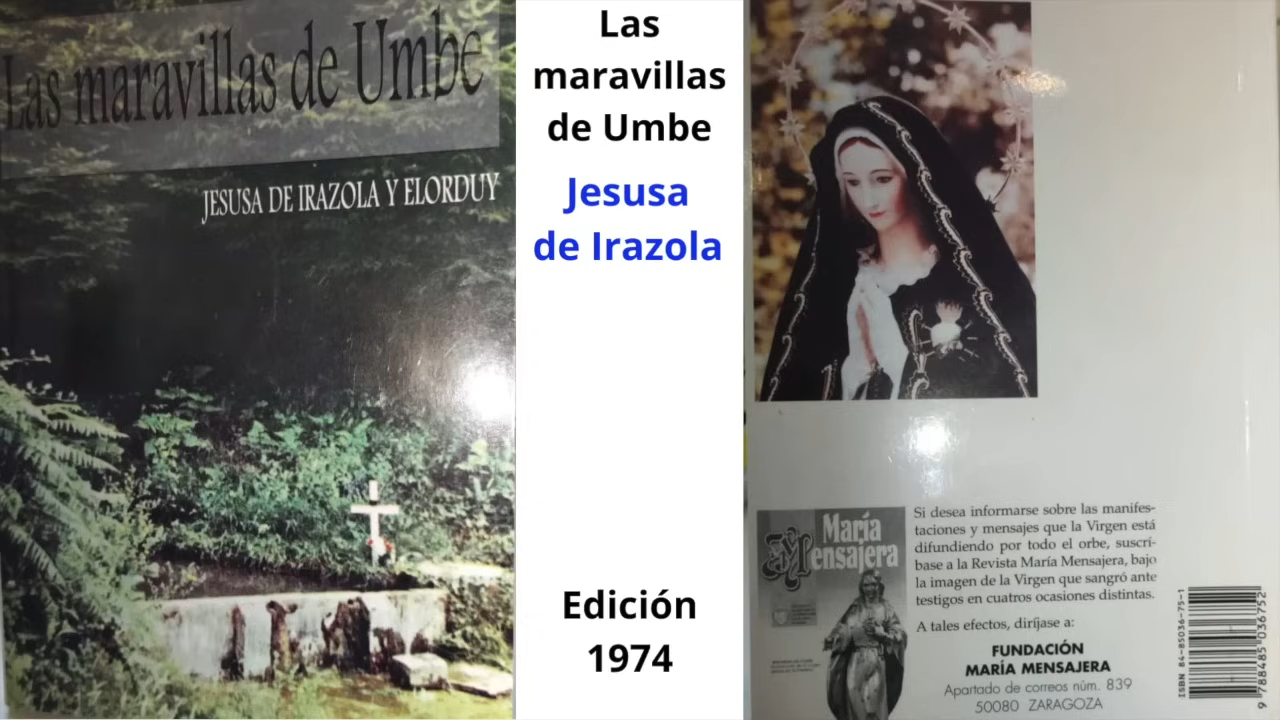 Las maravillas de Umbe
JESUSA DE IRAZOLA Y ELORDUY
Las
maravillas
de Umbe
Jesusa
de Irazola
Edición
1974
María
Mensajera
Si desea informarse sobre las manifes-
taciones y mensajes que la Virgen está
difundiendo por todo el orbe, suscrí-
base a la Revista María Mensajera, bajo
la imagen de la Virgen que sangró ante
testigos en cuatros ocasiones distintas.
A tales efectos, diríjase a:
FUNDACIÓN
MARÍA MENSAJERA
Apartado de correos núm. 839
50080 ZARAGOZA
ISBN 84-85036-75-1
9788485036752